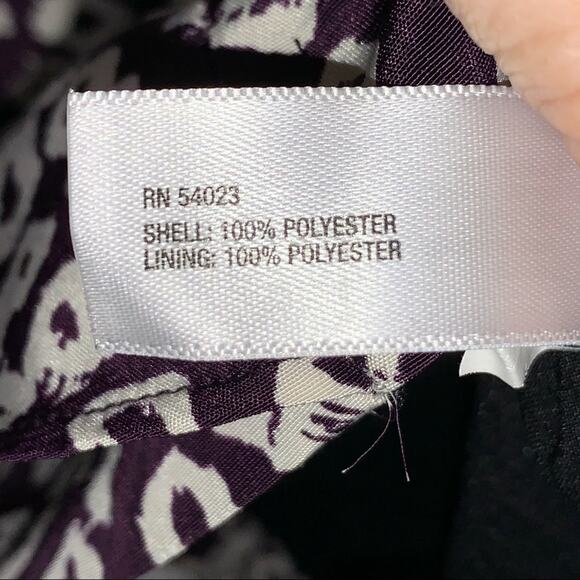 RN 54023
SHELL: 100% POLYESTER
LINING: 100% POLYESTER